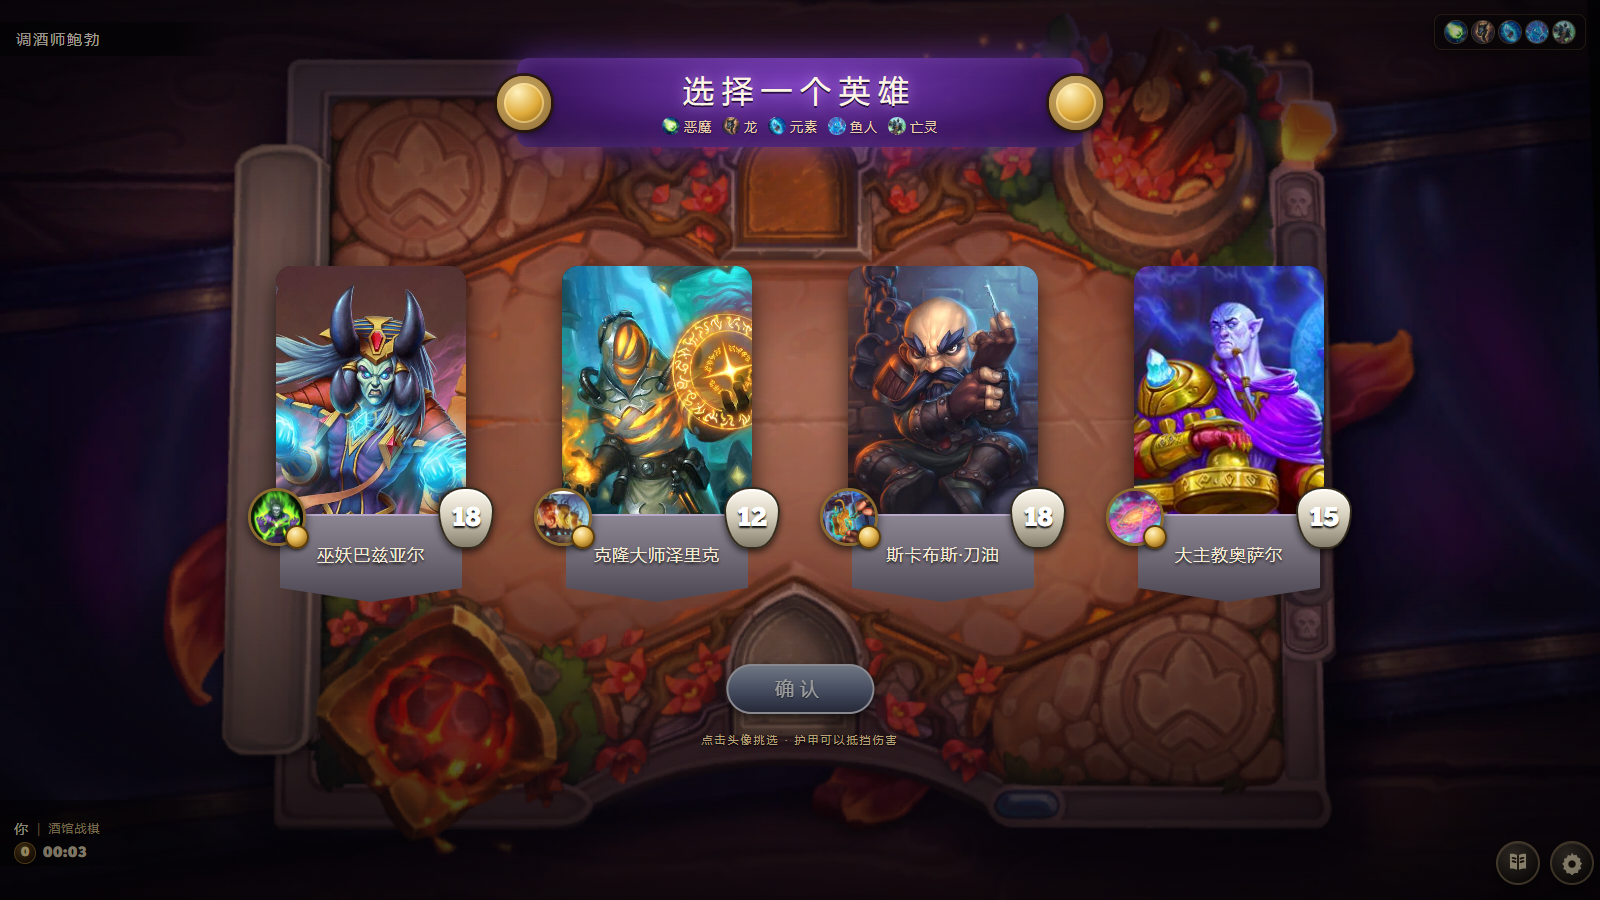 调酒师鲍勃
选择一个英雄
恶魔 龙 元素 鱼人 亡灵
18 12 18 15
巫妖巴兹亚尔 克隆大师泽里克 斯卡布斯·刀油 大主教奥萨尔
确认
点击头像挑选 · 护甲可以抵挡伤害
你 | 酒馆战棋
0 00:03